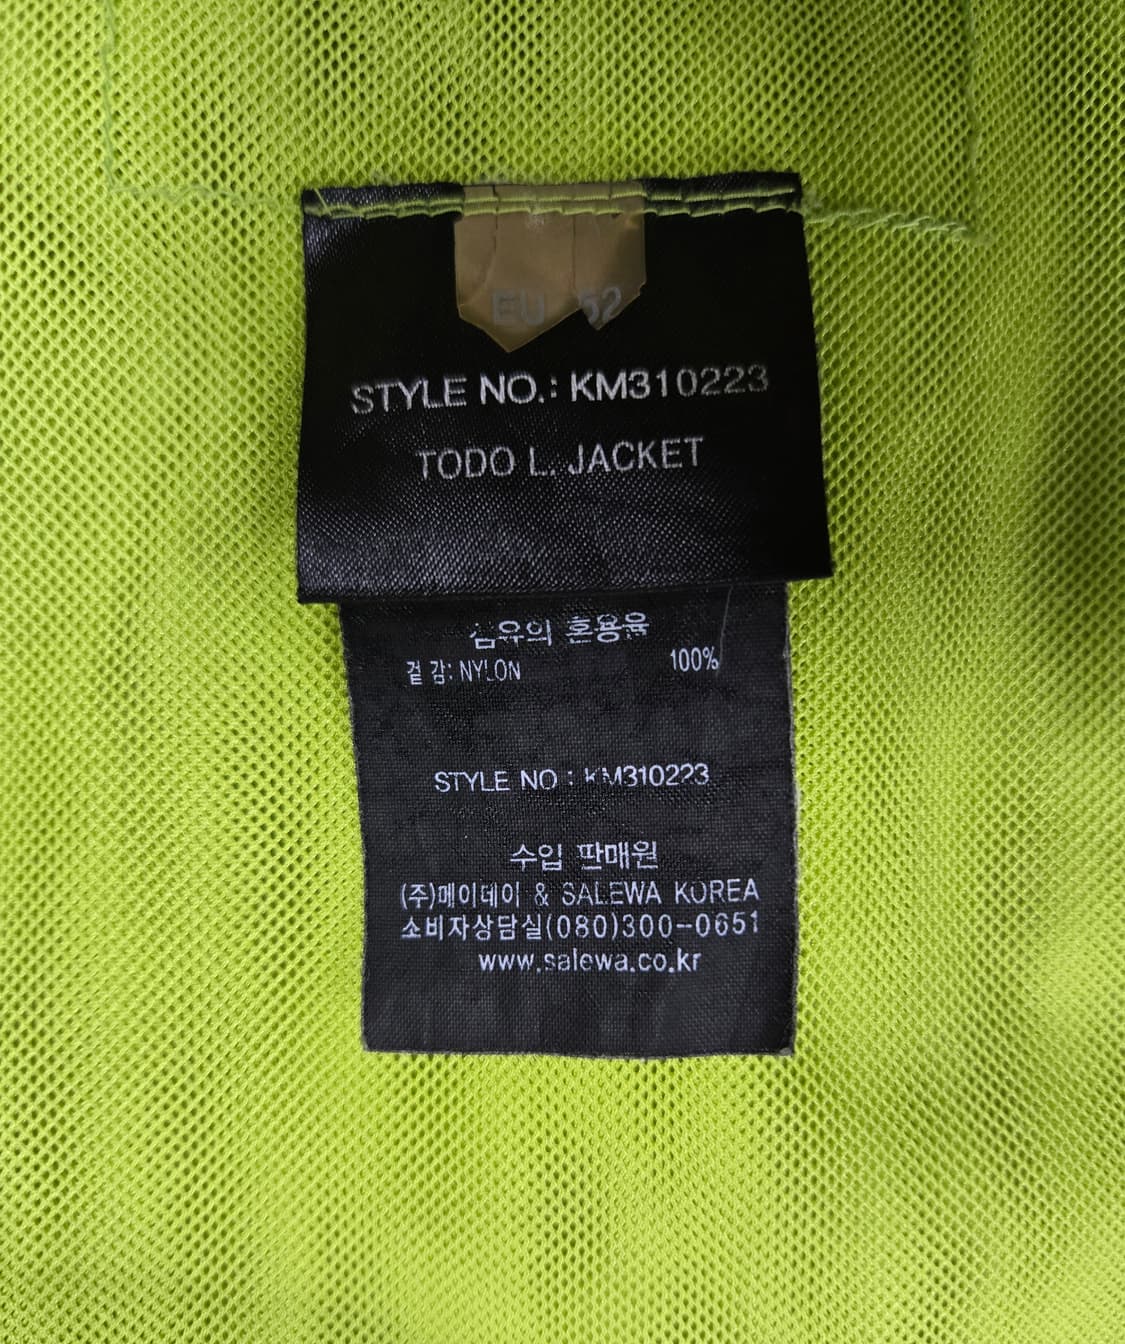 EU 52
STYLE NO.: KM310223
TODO L. JACKET
섬유의 혼용율
겉 감: NYLON 100%
STYLE NO : KM310223
수입 판매원
(주)메이데이 & SALEWA KOREA
소비자상담실(080)300-0651
www.salewa.co.kr